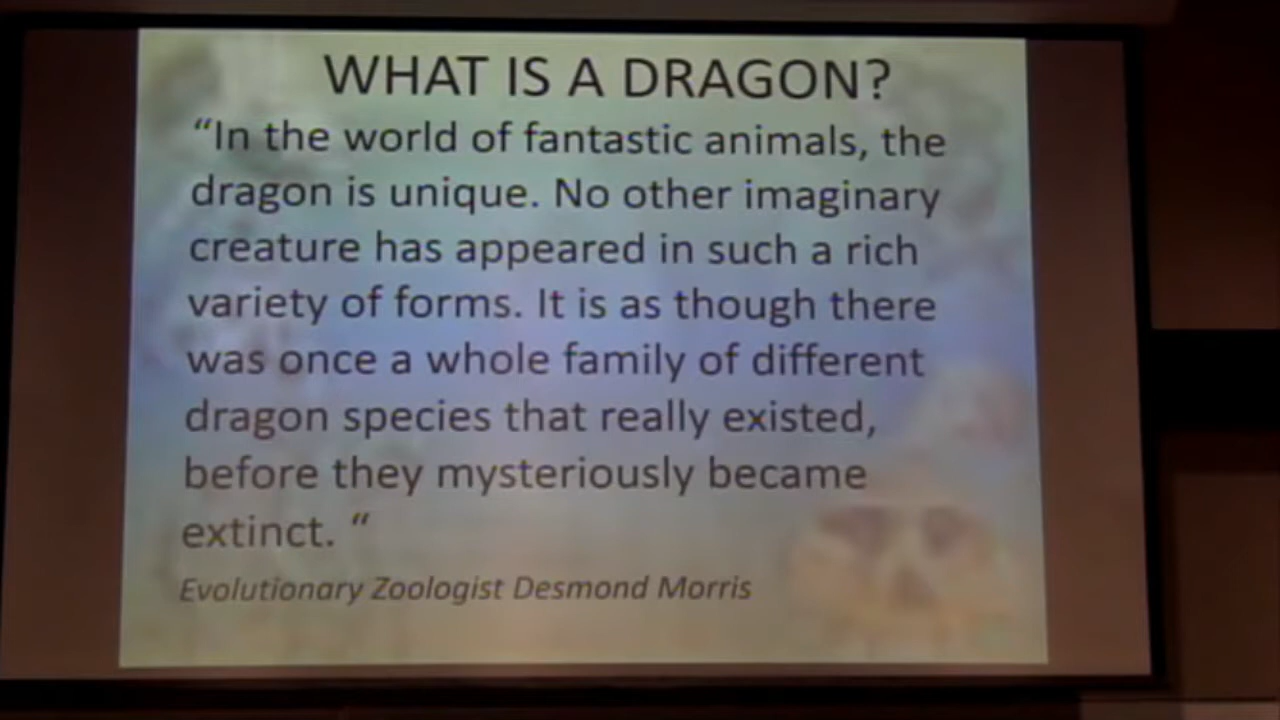 WHAT IS A DRAGON?
“In the world of fantastic animals, the
dragon is unique. No other imaginary
creature has appeared in such a rich
variety of forms. It is as though there
was once a whole family of different
dragon species that really existed,
before they mysteriously became
extinct. “
Evolutionary Zoologist Desmond Morris